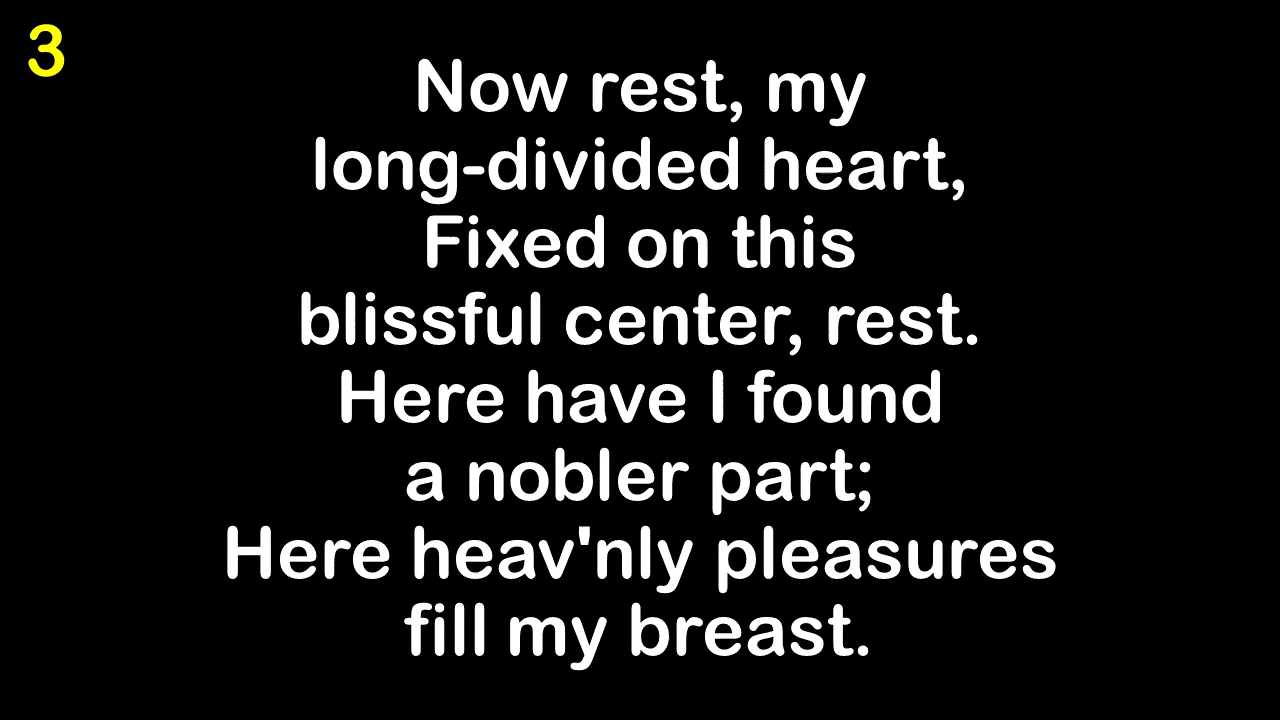 3
Now rest, my
long-divided heart,
Fixed on this
blissful center, rest.
Here have I found
a nobler part;
Here heav'nly pleasures
fill my breast.